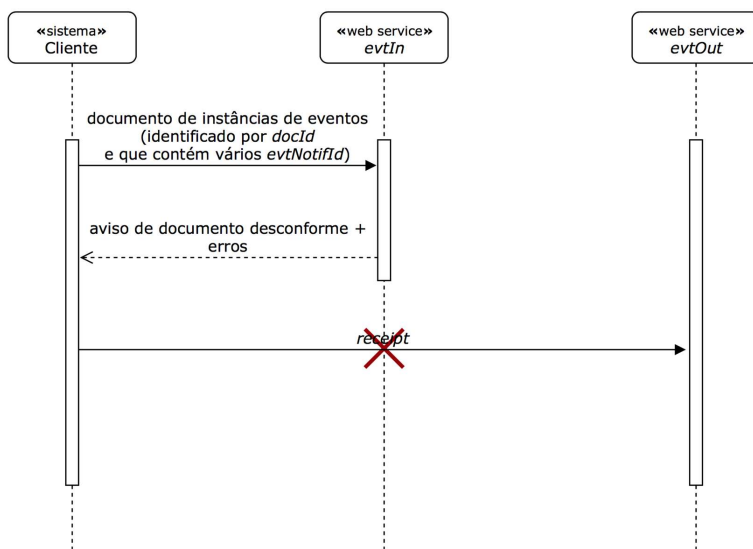 «sistema»
Cliente
«web service»
evtIn
«web service»
evtOut
documento de instâncias de eventos
(identificado por docId
e que contém vários evtNotifId)
aviso de documento desconforme +
erros
receipt